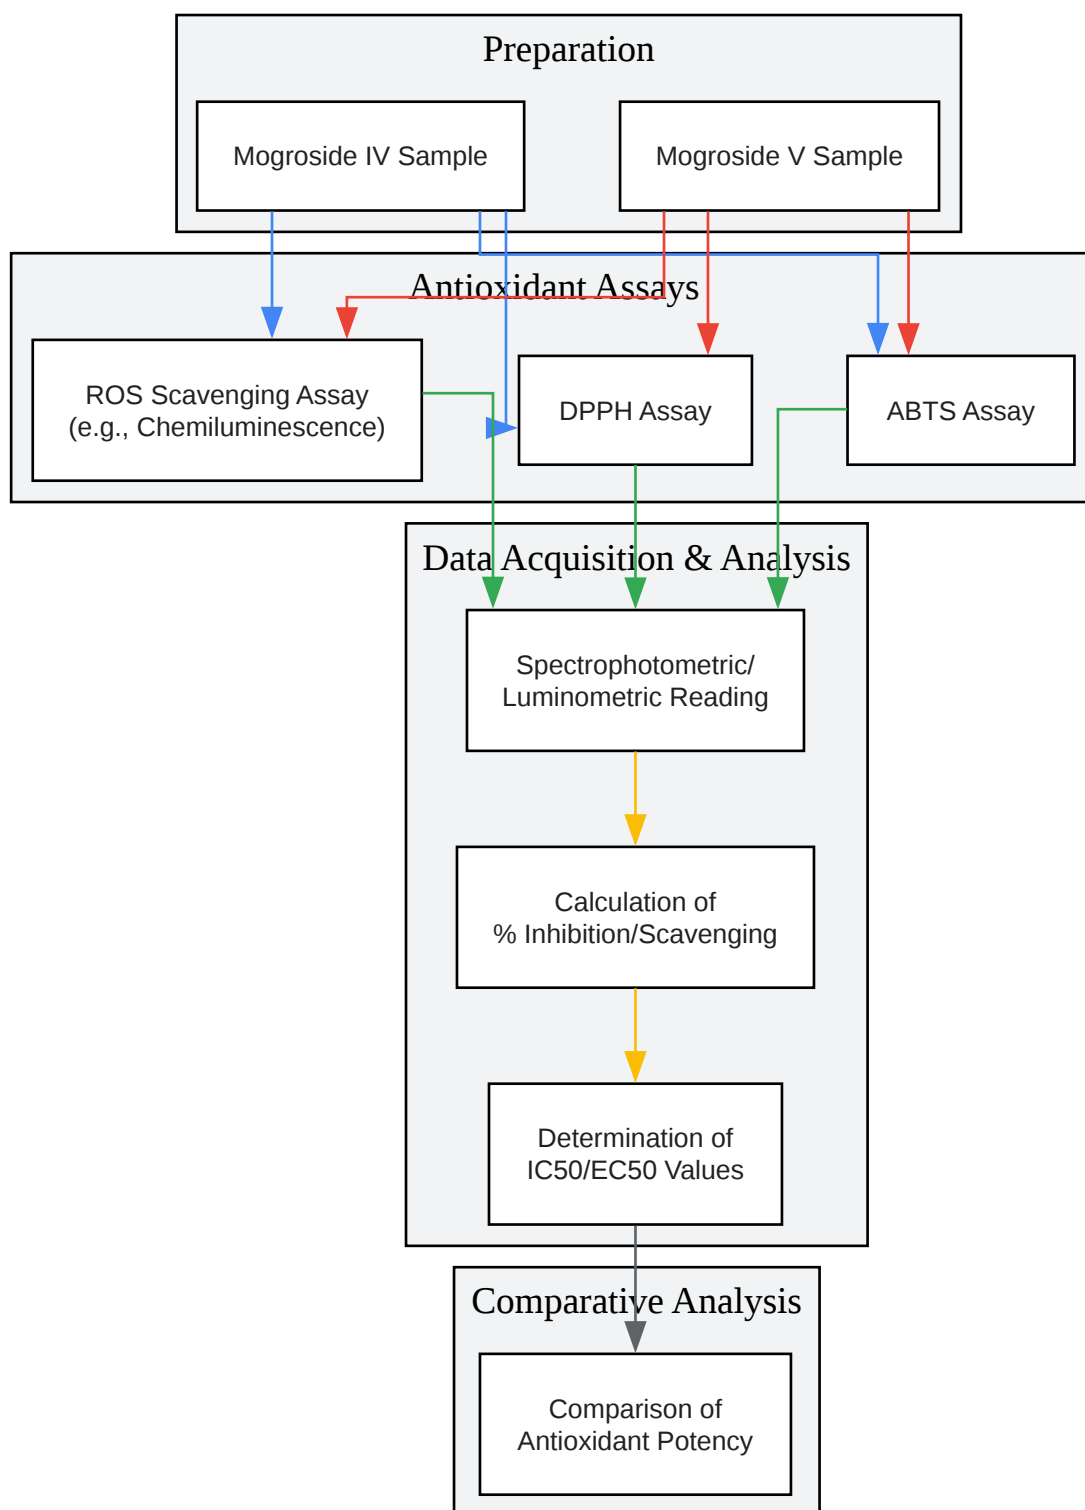 Preparation
Mogroside IV Sample
Mogroside V Sample
Antioxidant Assays
ROS Scavenging Assay
(e.g., Chemiluminescence)
DPPH Assay
ABTS Assay
Data Acquisition & Analysis
Spectrophotometric/
Luminometric Reading
Calculation of
% Inhibition/Scavenging
Determination of
IC50/EC50 Values
Comparative Analysis
Comparison of
Antioxidant Potency